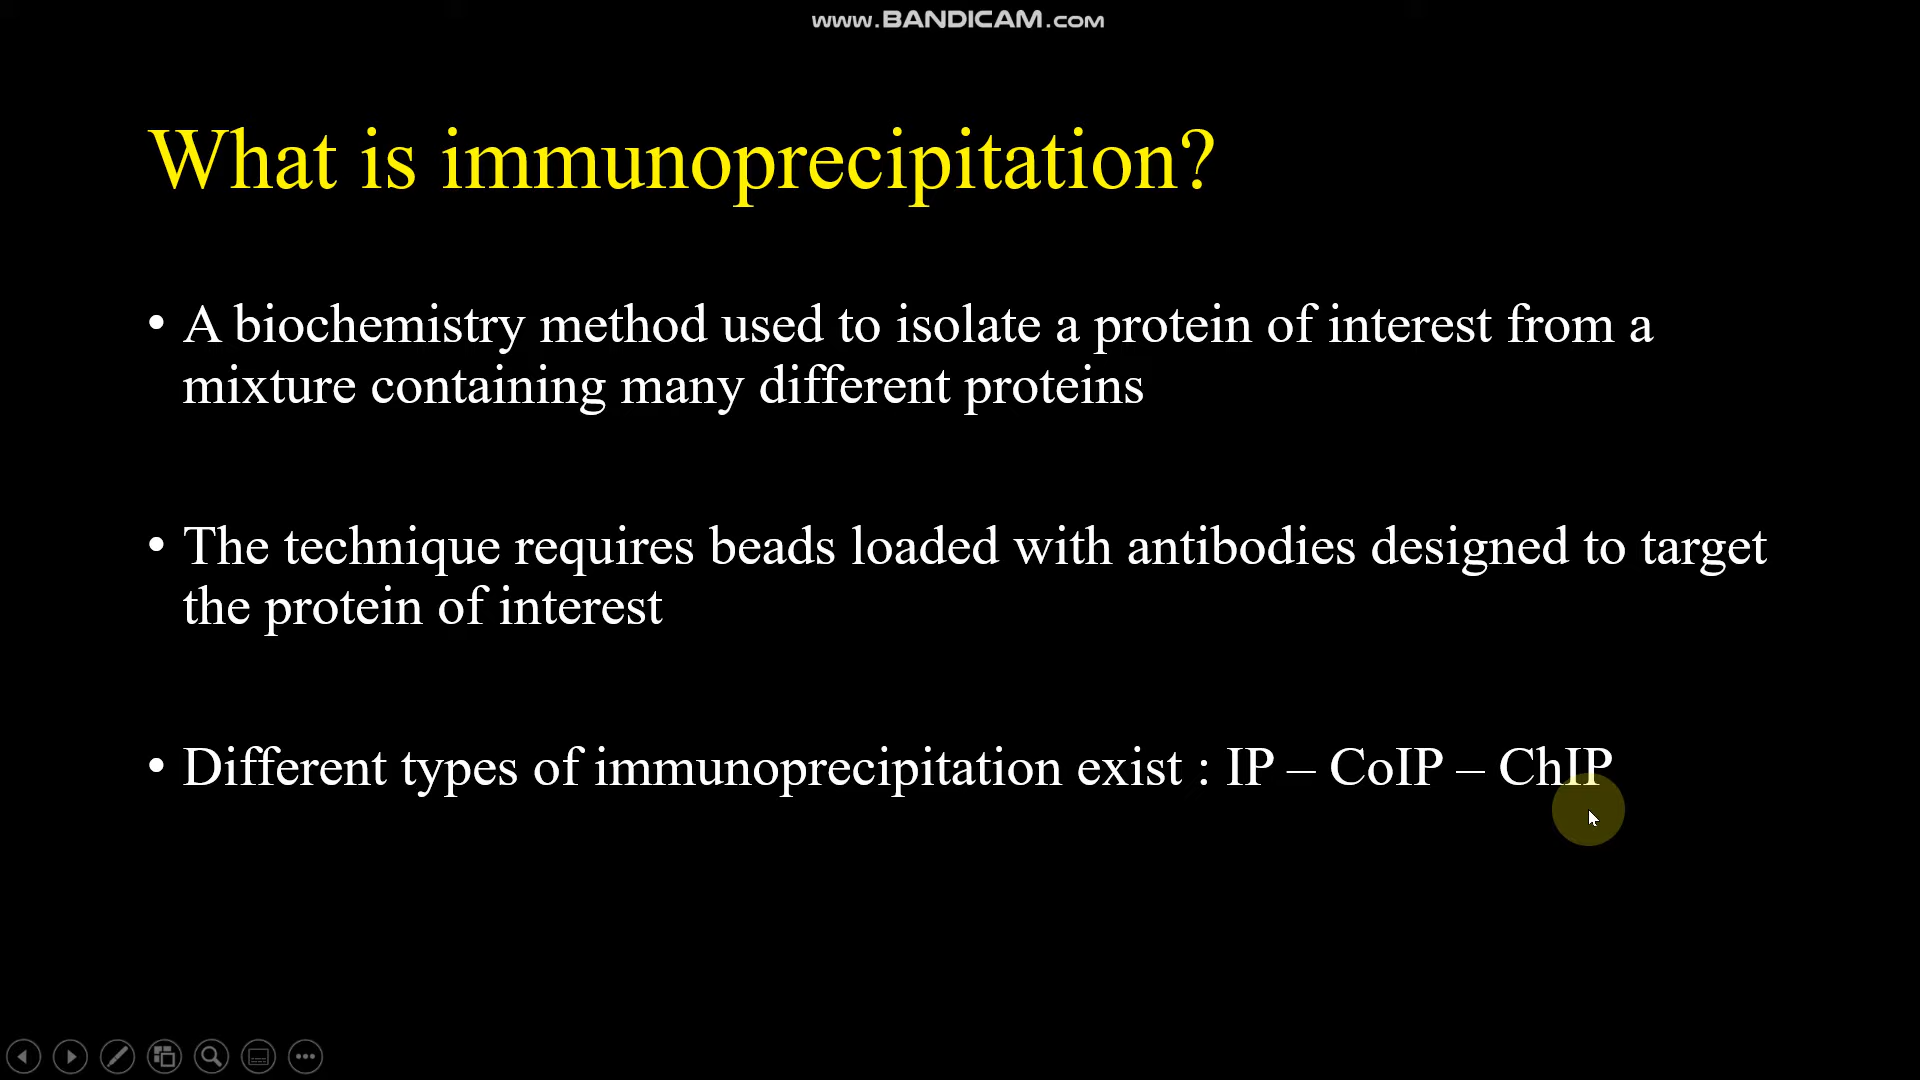 www.BANDICAM.com
What is immunoprecipitation?
• A biochemistry method used to isolate a protein of interest from a
mixture containing many different proteins
• The technique requires beads loaded with antibodies designed to target
the protein of interest
• Different types of immunoprecipitation exist : IP – CoIP – ChIP